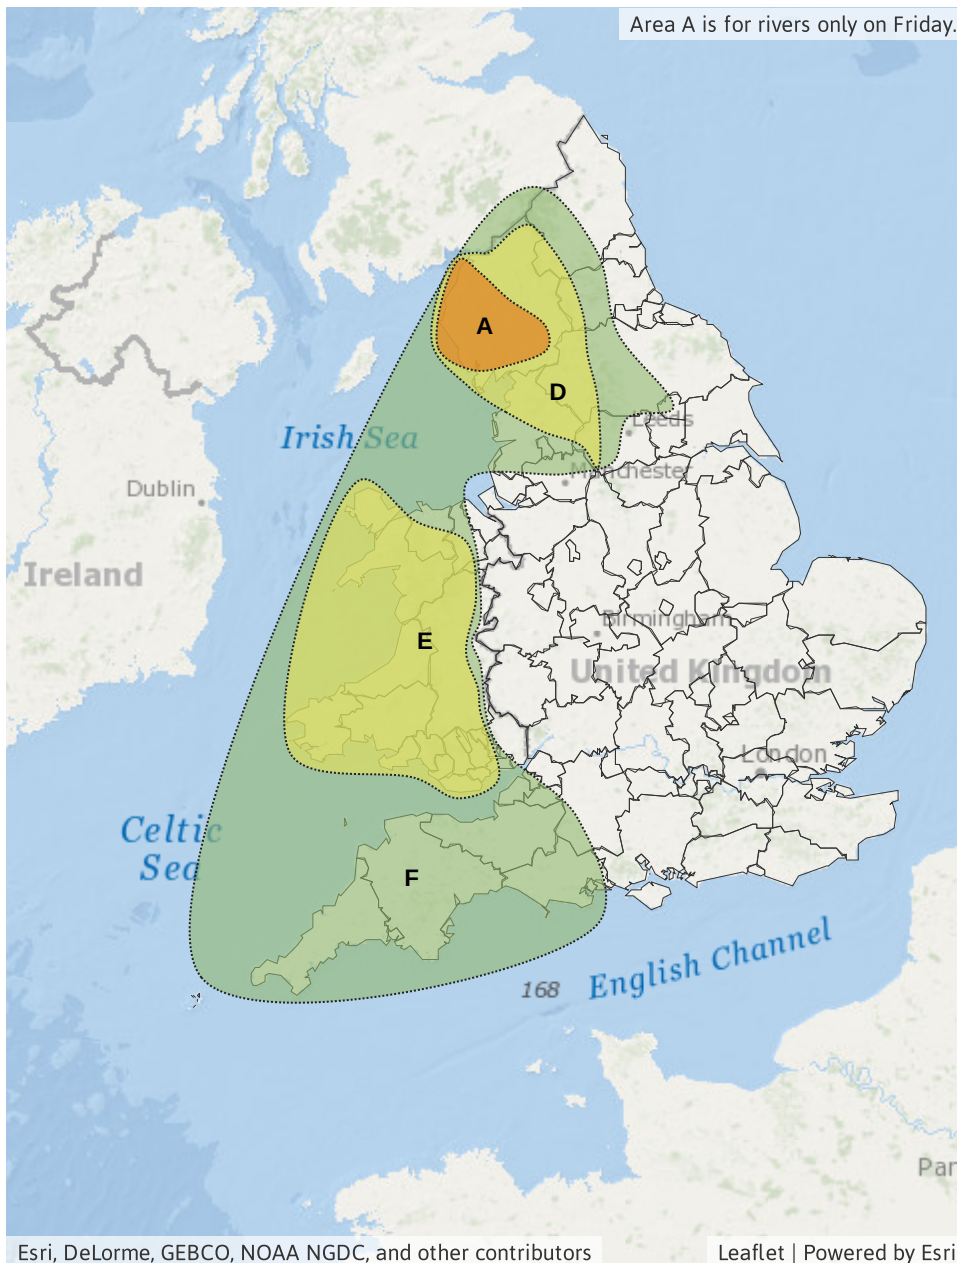 Area A is for rivers only on Friday.
A
D
Leeds
Irish Sea
Manchester
Dublin
Ireland
Birmingham
E
United Kingdom
London
Celtic
Sea
F
English Channel
168
Par
Esri, DeLorme, GEBCO, NOAA NGDC, and other contributors
Leaflet | Powered by Esri